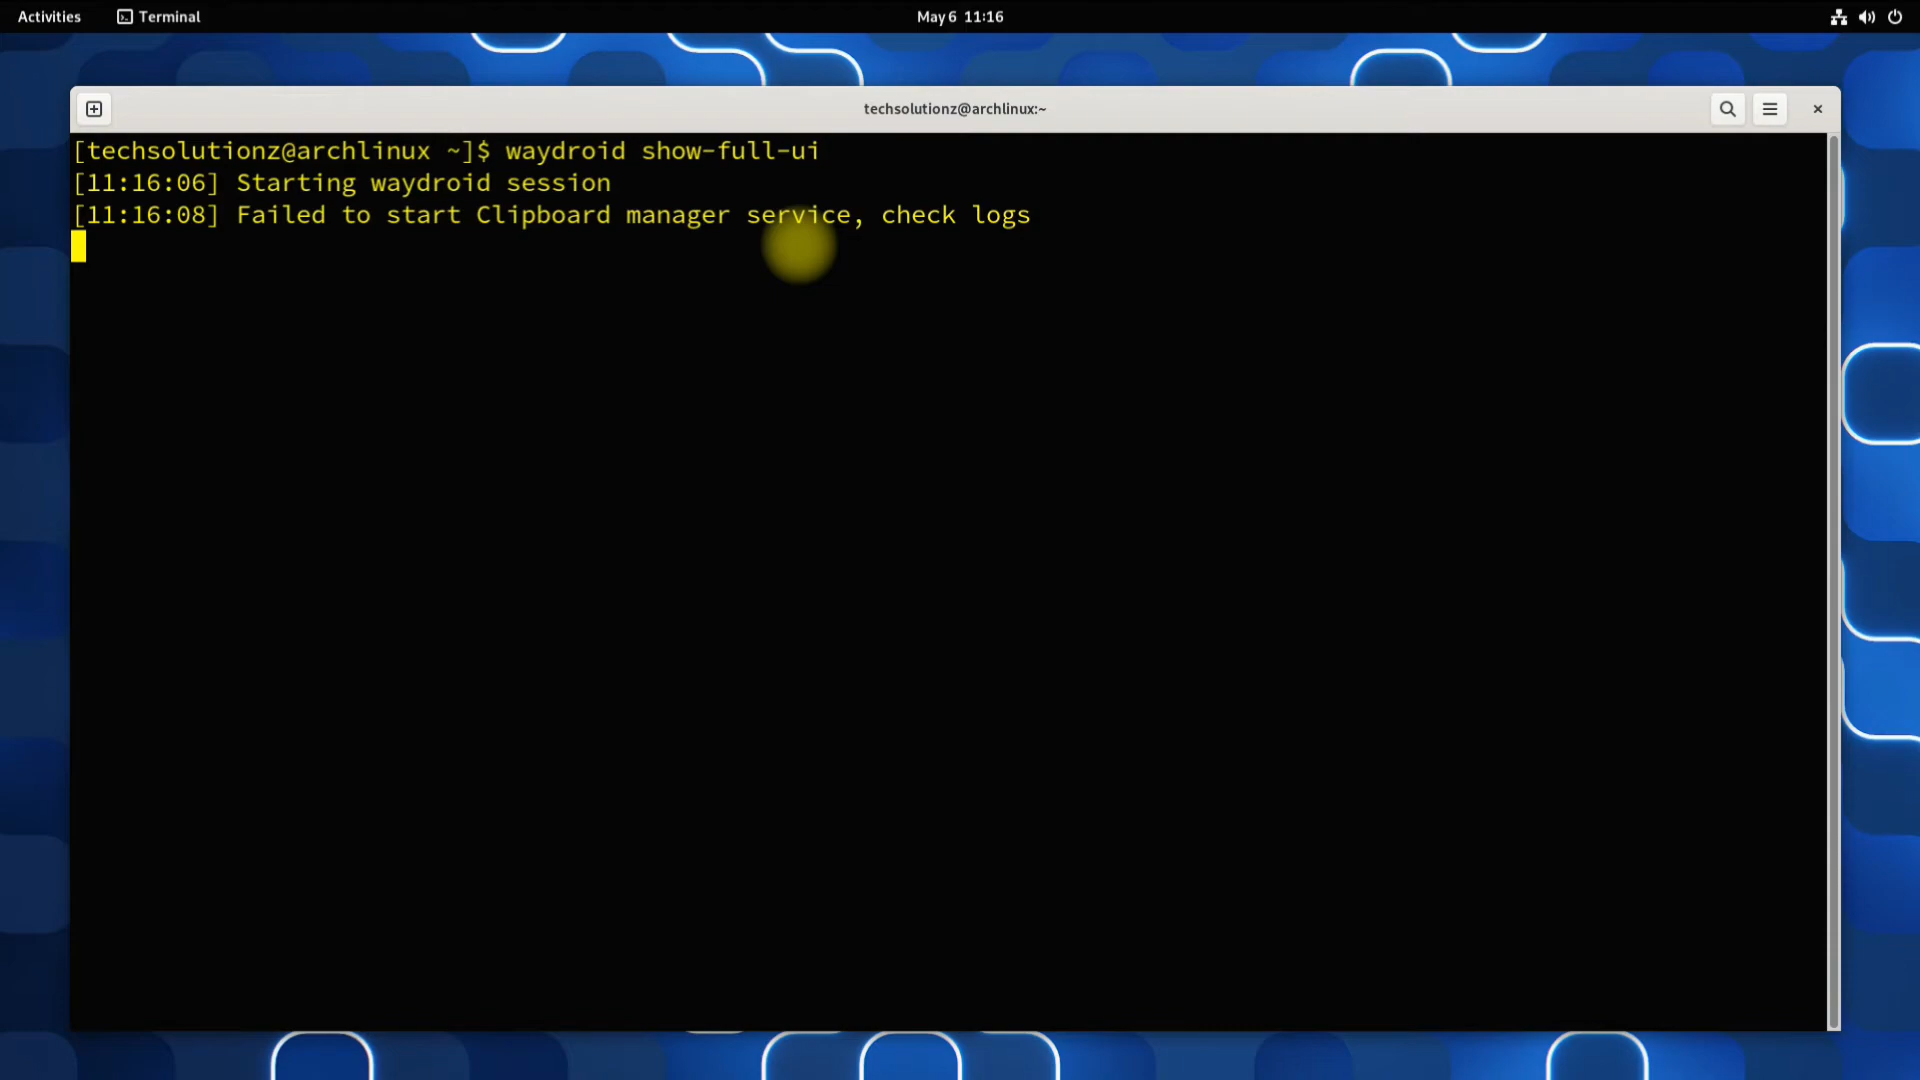 Activities
Terminal
May 6 11:16
techsolutionz@archlinux:~
[techsolutionz@archlinux ~]$ waydroid show-full-ui
[11:16:06] Starting waydroid session
[11:16:08] Failed to start Clipboard manager service, check logs